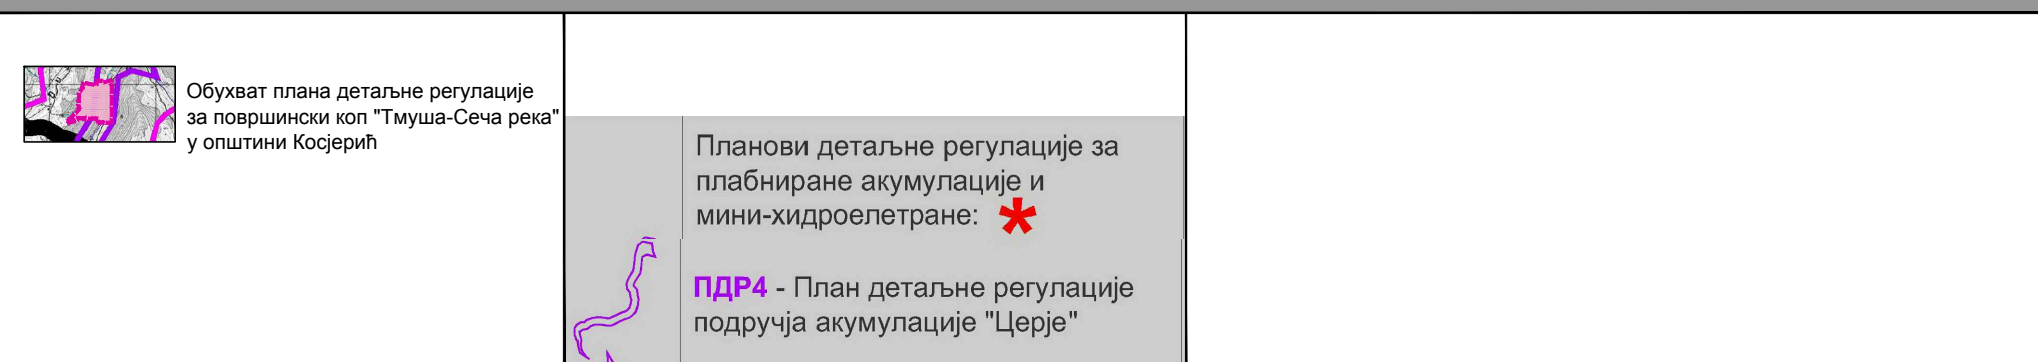 Обухват плана детаљне регулације
за површински коп "Тмуша-Сеча река"
у општини Косјерић
Планови детаљне регулације за
плабниране акумулације и
мини-хидроелетране: *
ПДР4 - План детаљне регулације
подручја акумулације "Церје"